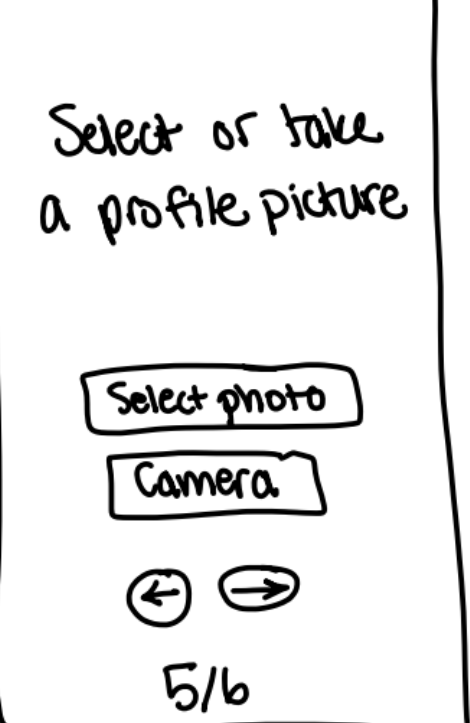 Select or take
a profile picture
Select photo
Camera
← →
5/6